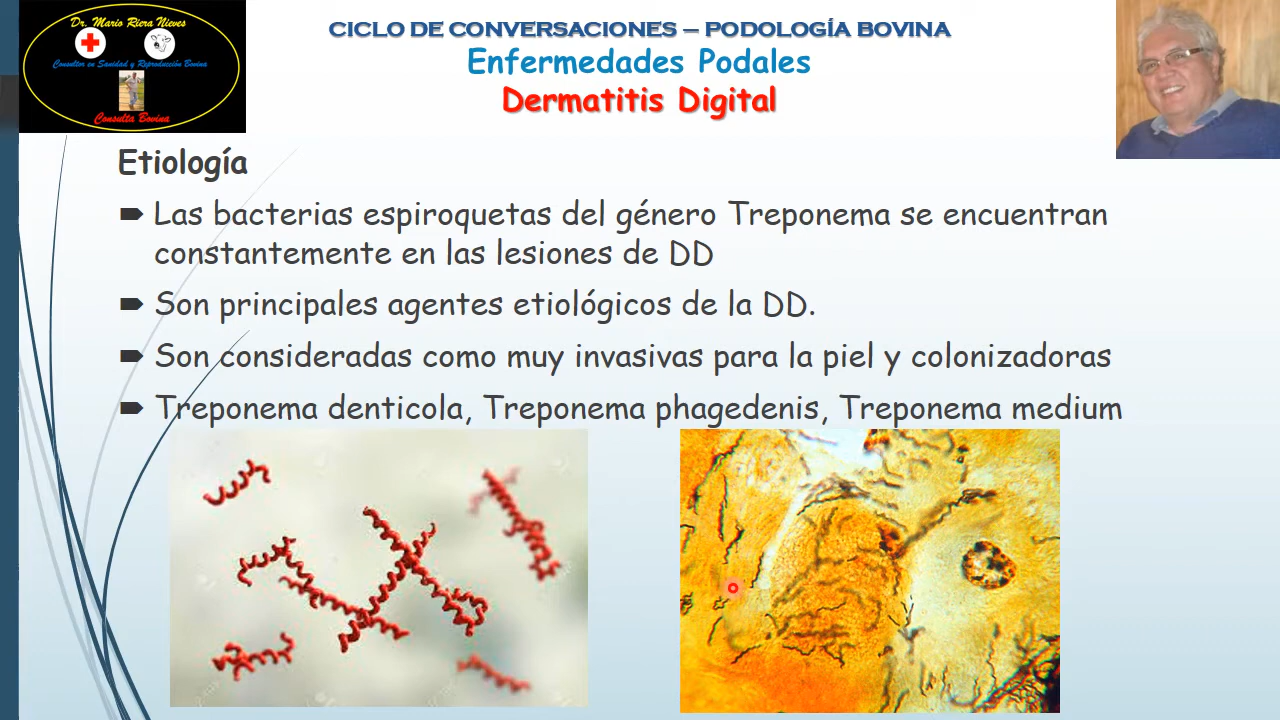 Dr. Mario Riera Nieves
Consultor en Sanidad y Reproducción Bovina
Consulta Bovina
CICLO DE CONVERSACIONES – PODOLOGÍA BOVINA
Enfermedades Podales
Dermatitis Digital
Etiología
Las bacterias espiroquetas del género Treponema se encuentran
constantemente en las lesiones de DD
Son principales agentes etiológicos de la DD.
Son consideradas como muy invasivas para la piel y colonizadoras
Treponema denticola, Treponema phagedenis, Treponema medium